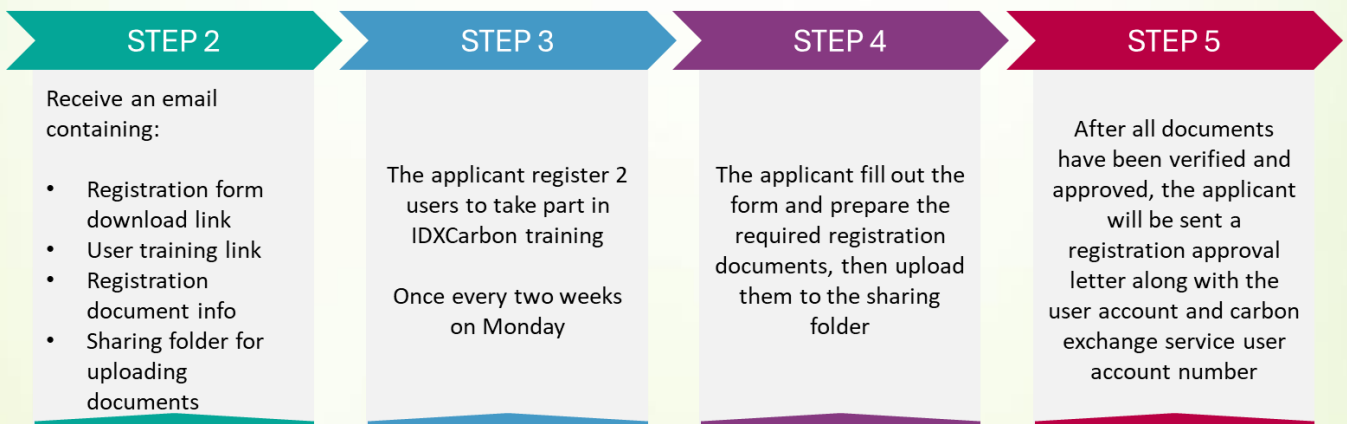 STEP 2
Receive an email
containing:
• Registration form
download link
• User training link
• Registration
document info
• Sharing folder for
uploading
documents
STEP 3
The applicant register 2
users to take part in
IDXCarbon training
Once every two weeks
on Monday
STEP 4
The applicant fill out the
form and prepare the
required registration
documents, then upload
them to the sharing
folder
STEP 5
After all documents
have been verified and
approved, the applicant
will be sent a
registration approval
letter along with the
user account and carbon
exchange service user
account number